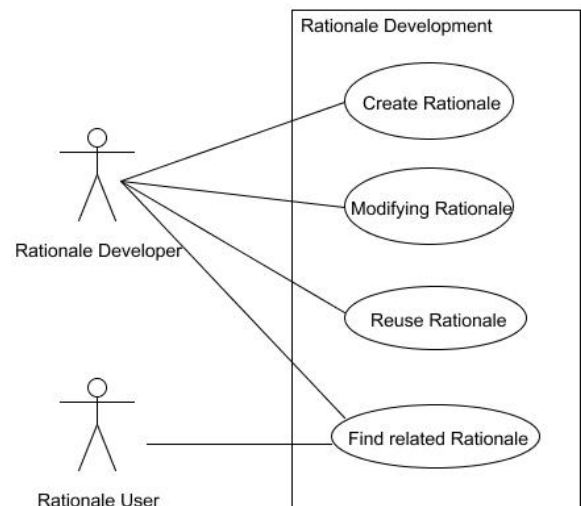 Rationale Development
Create Rationale
Modifying Rationale
Rationale Developer
Reuse Rationale
Find related Rationale
Rationale User